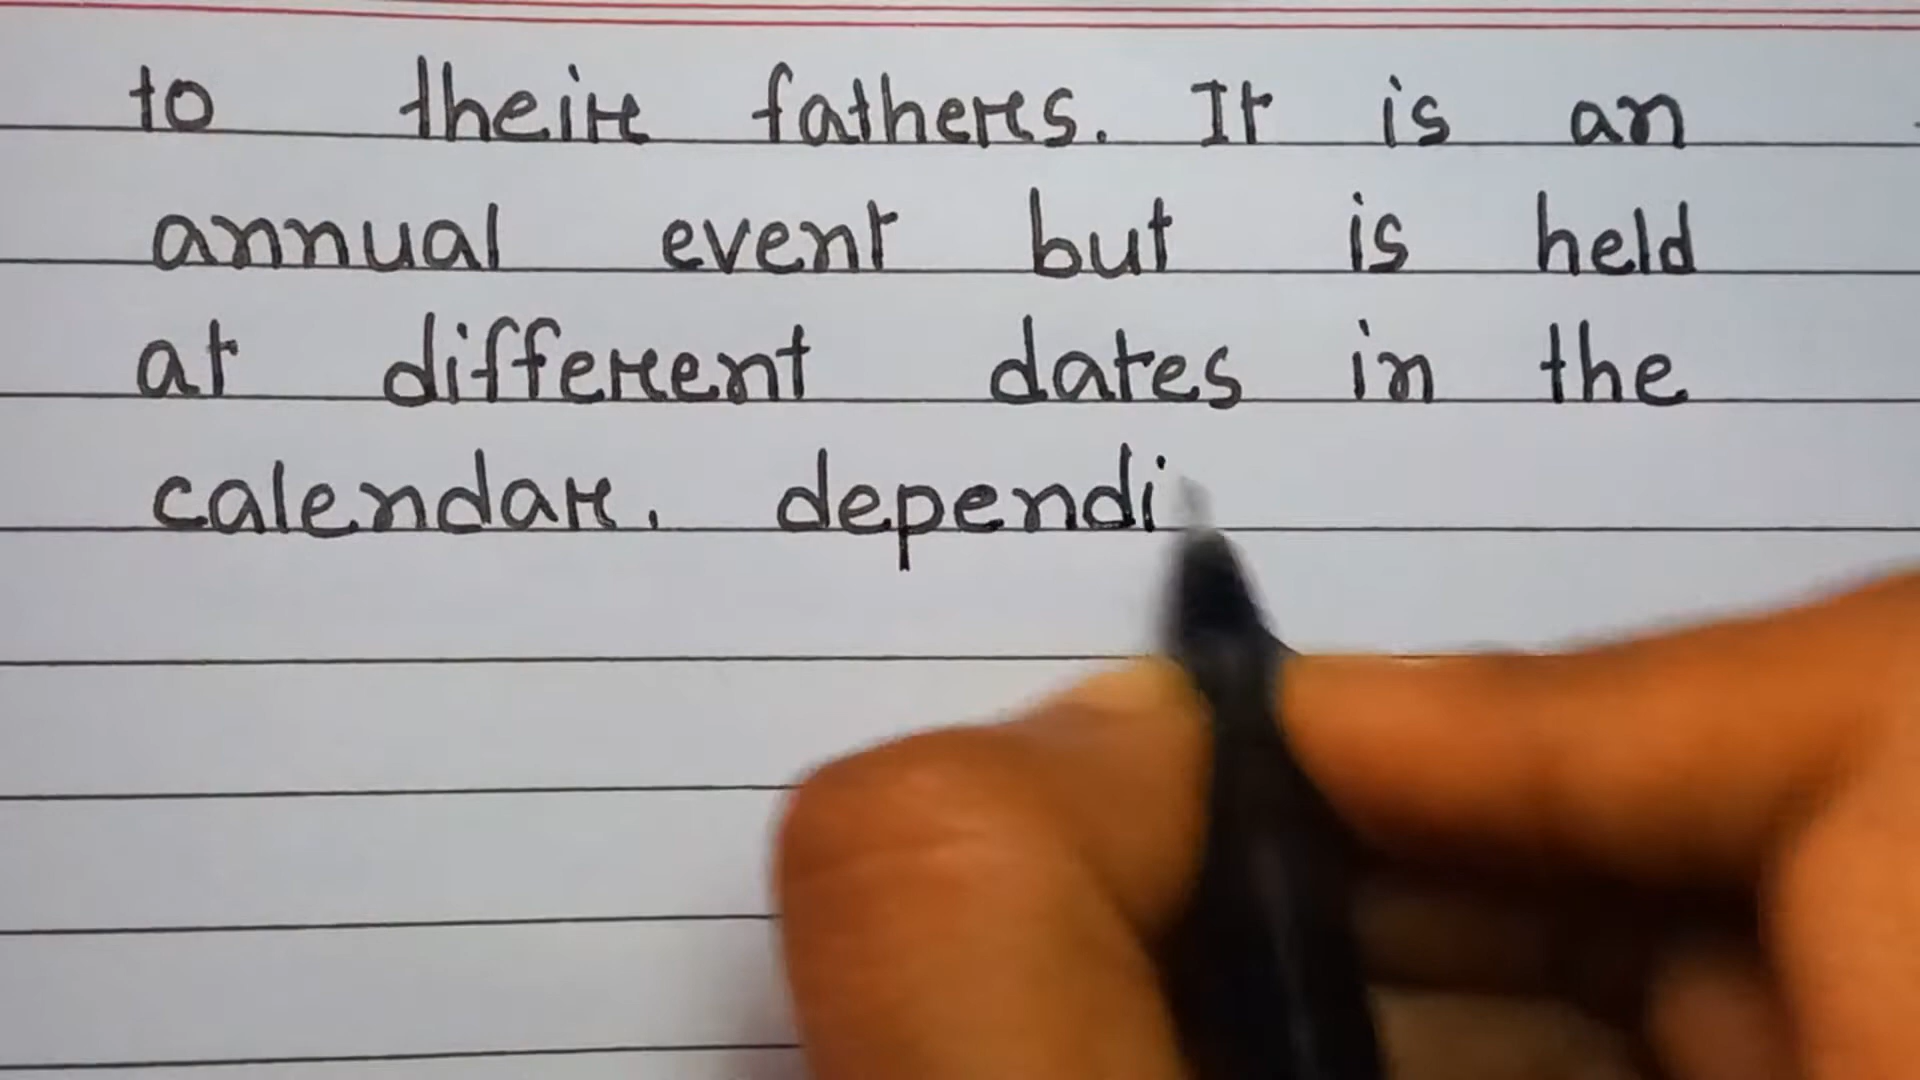 to their fathers. It is an
annual event but is held
at different dates in the
calendar, dependi